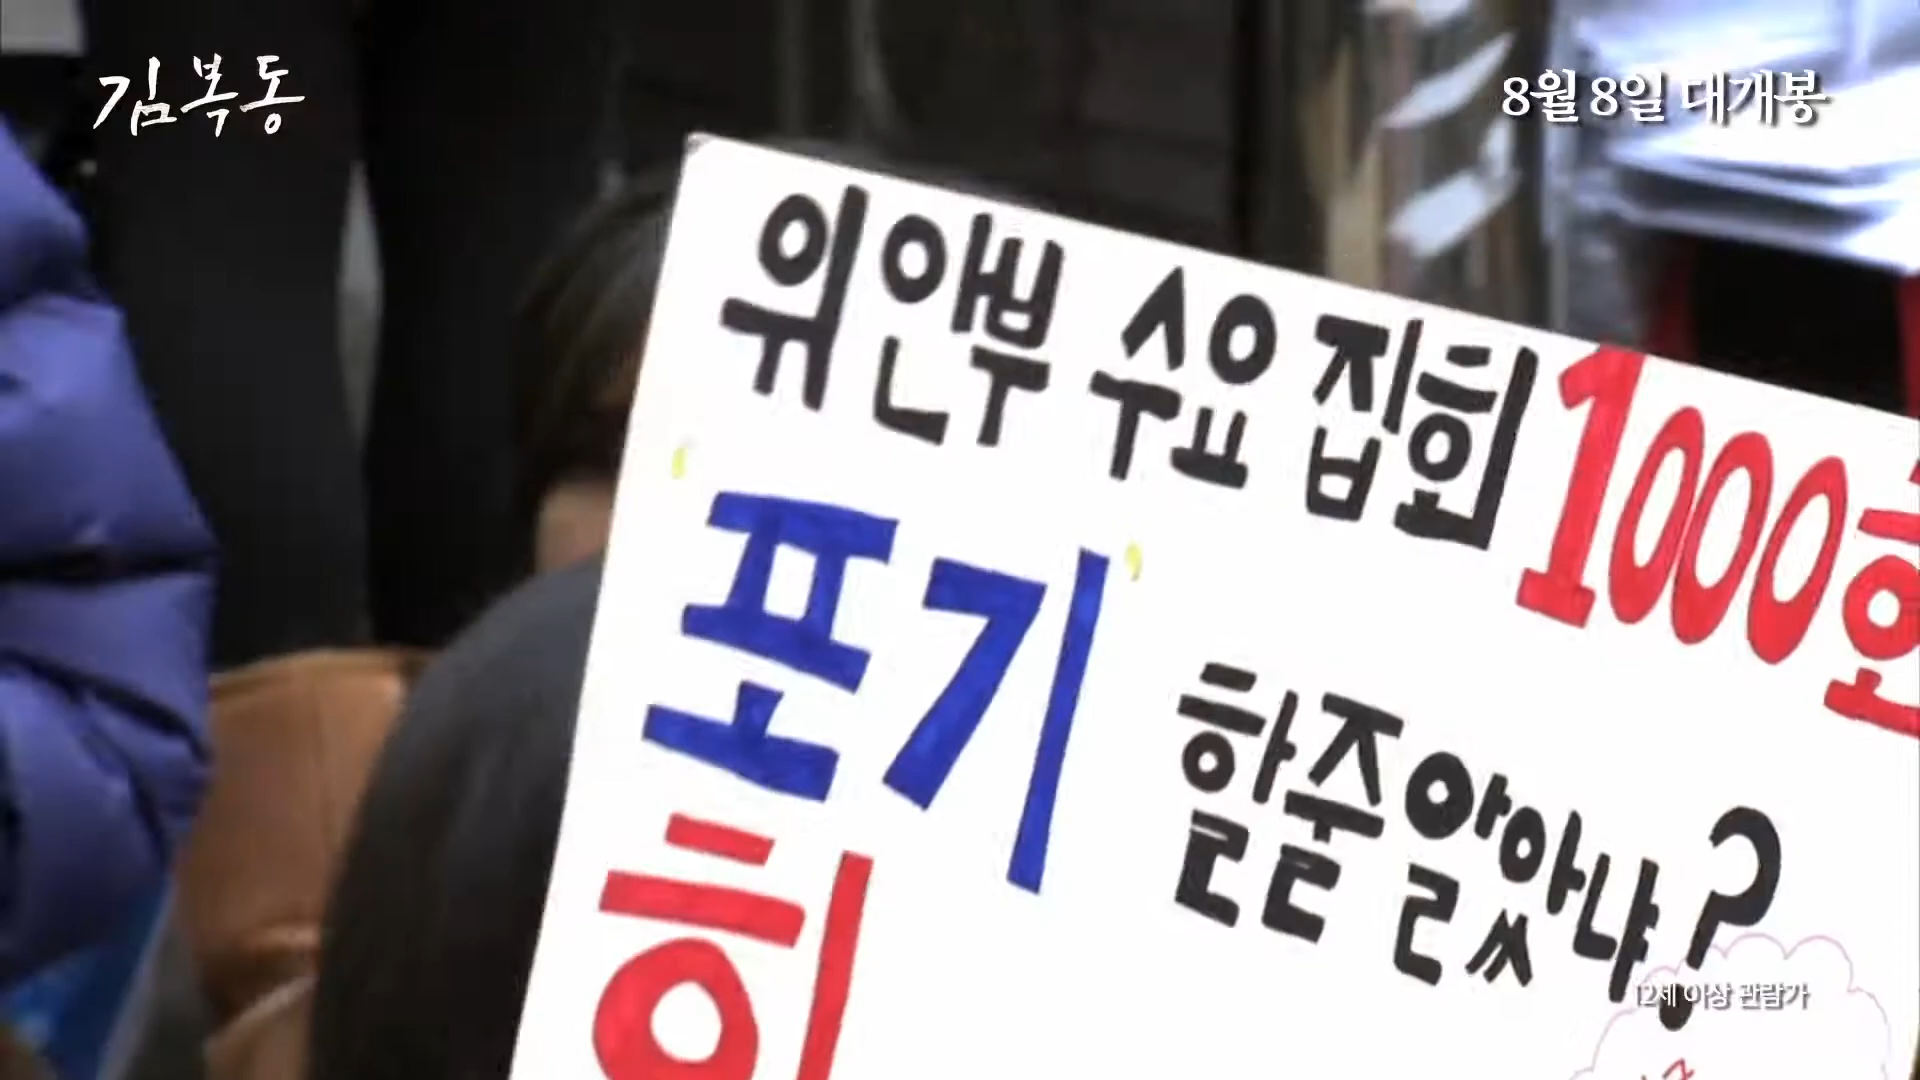 김복동
8월 8일 대개봉
위안부 수요집회 1000회
'포기' 할줄 알았냐?
12세 이상 관람가